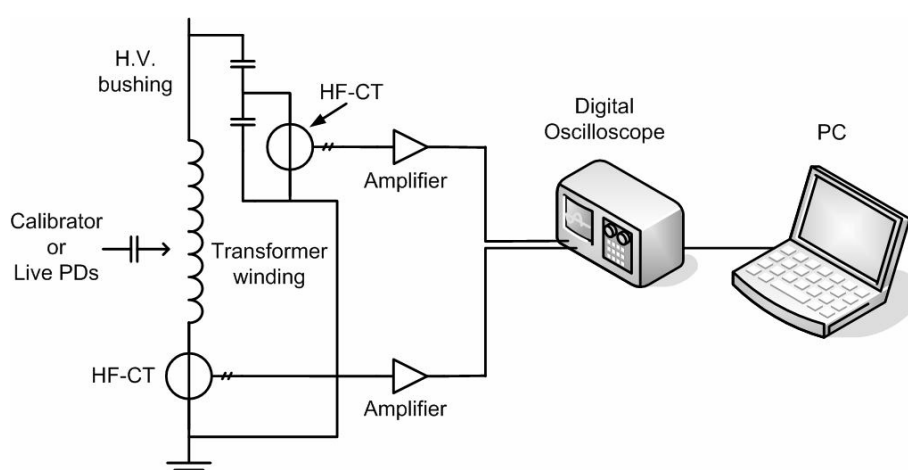 H.V.
bushing
HF-CT
Digital
Oscilloscope
PC
Amplifier
Calibrator
or
Live PDs
Transformer
winding
HF-CT
Amplifier